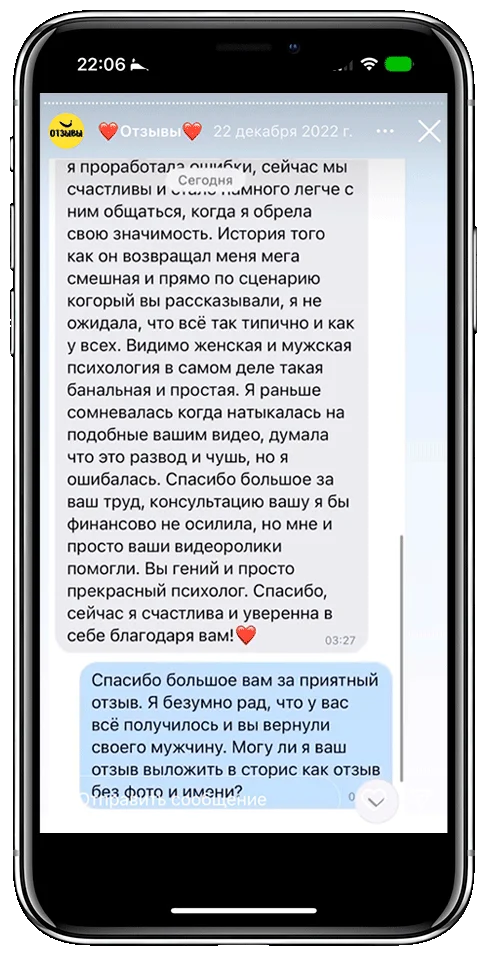 22:06
ОТЗЫВЫ
❤️Отзывы❤️ 22 декабря 2022 г.
я проработала ошибки, сейчас мы
Сегодня
счастливы и стало намного легче с
ним общаться, когда я обрела
свою значимость. История того
как он возвращал меня мега
смешная и прямо по сценарию
когорый вы рассказывали, я не
ожидала, что всё так типично и как
у всех. Видимо женская и мужская
психология в самом деле такая
банальная и простая. Я раньше
сомневалась когда натыкалась на
подобные вашим видео, думала
что это развод и чушь, но я
ошибалась. Спасибо большое за
ваш труд, консультацию вашу я бы
финансово не осилила, но мне и
просто ваши видеоролики
помогли. Вы гений и просто
прекрасный психолог. Спасибо,
сейчас я счастлива и уверенна в
себе благодаря вам!❤️
03:27
Спасибо большое вам за приятный
отзыв. Я безумно рад, что у вас
всё получилось и вы вернули
своего мужчину. Могу ли я ваш
отзыв выложить в сторис как отзыв
без фото и имени?
Отправить сообщение